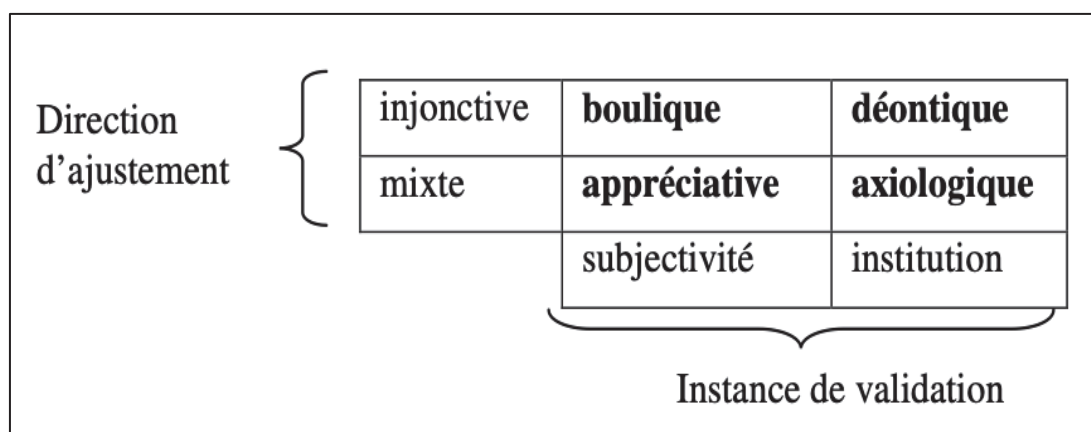 Direction
d’ajustement
injonctive boulique déontique
mixte appréciative axiologique
subjectivité institution
Instance de validation